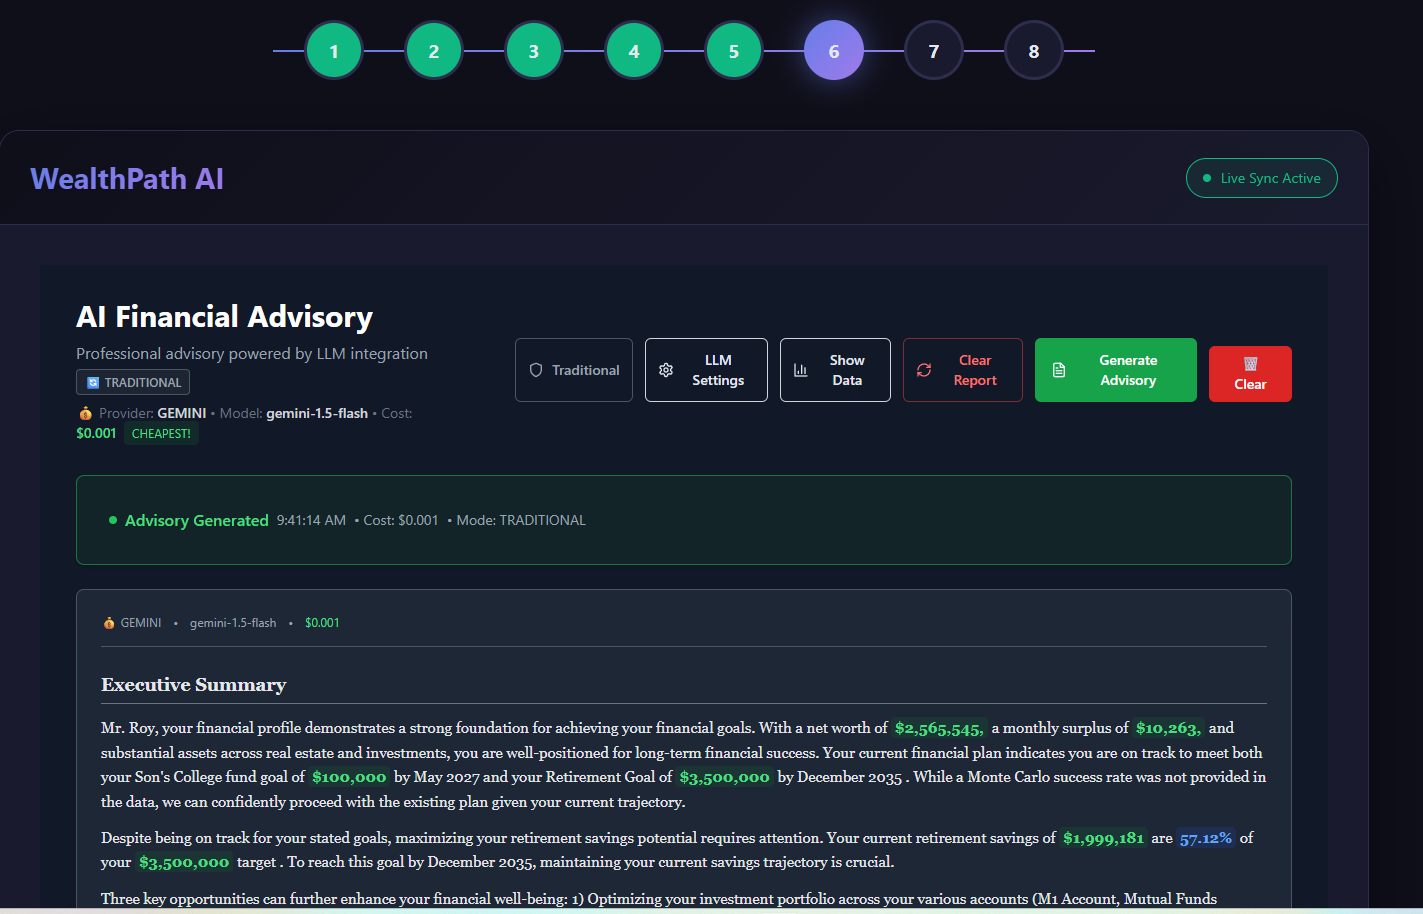 1 2 3 4 5 6 7 8
WealthPath AI
Live Sync Active
AI Financial Advisory
Professional advisory powered by LLM integration
TRADITIONAL
Provider: GEMINI • Model: gemini-1.5-flash • Cost:
$0.001 CHEAPEST!
Traditional
LLM
Settings
Show
Data
Clear
Report
Generate
Advisory
Clear
Advisory Generated 9:41:14 AM • Cost: $0.001 • Mode: TRADITIONAL
GEMINI • gemini-1.5-flash • $0.001
Executive Summary
Mr. Roy, your financial profile demonstrates a strong foundation for achieving your financial goals. With a net worth of $2,565,545, a monthly surplus of $10,263, and
substantial assets across real estate and investments, you are well-positioned for long-term financial success. Your current financial plan indicates you are on track to meet both
your Son's College fund goal of $100,000 by May 2027 and your Retirement Goal of $3,500,000 by December 2035 . While a Monte Carlo success rate was not provided in
the data, we can confidently proceed with the existing plan given your current trajectory.
Despite being on track for your stated goals, maximizing your retirement savings potential requires attention. Your current retirement savings of $1,999,181 are 57.12% of
your $3,500,000 target . To reach this goal by December 2035, maintaining your current savings trajectory is crucial.
Three key opportunities can further enhance your financial well-being: 1) Optimizing your investment portfolio across your various accounts (M1 Account, Mutual Funds